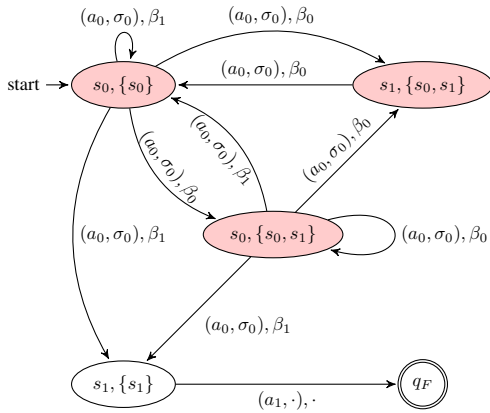 (a₀, σ₀), β₁
(a₀, σ₀), β₀
start
s₀, {s₀}
(a₀, σ₀), β₀
s₁, {s₀, s₁}
(a₀, σ₀), β₀
(a₀, σ₀), β₁
(a₀, σ₀), β₀
(a₀, σ₀), β₁
s₀, {s₀, s₁}
(a₀, σ₀), β₀
(a₀, σ₀), β₁
s₁, {s₁}
(a₁, ·), ·
q_F